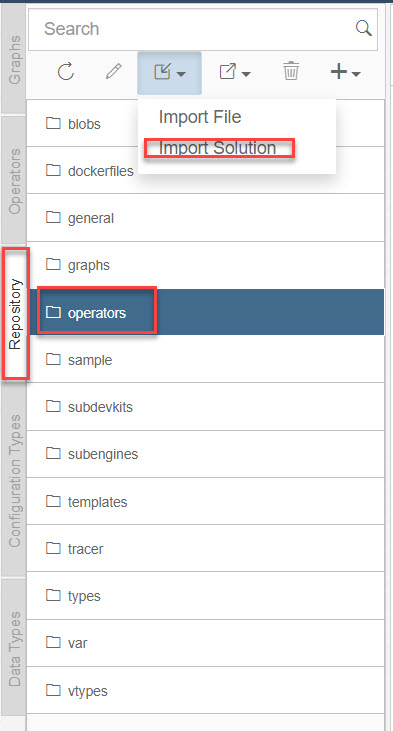 Search
Import File
Import Solution
blobs
dockerfiles
general
graphs
operators
sample
subdevkits
subengines
templates
tracer
types
var
vtypes
Graphs
Operators
Repository
Configuration Types
Data Types